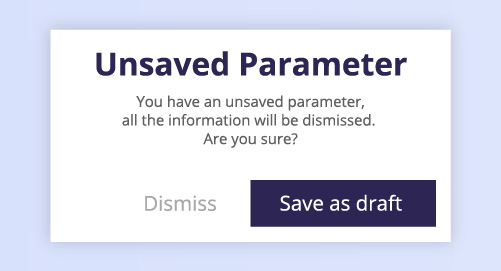 Unsaved Parameter
You have an unsaved parameter,
all the information will be dismissed.
Are you sure?
Dismiss
Save as draft